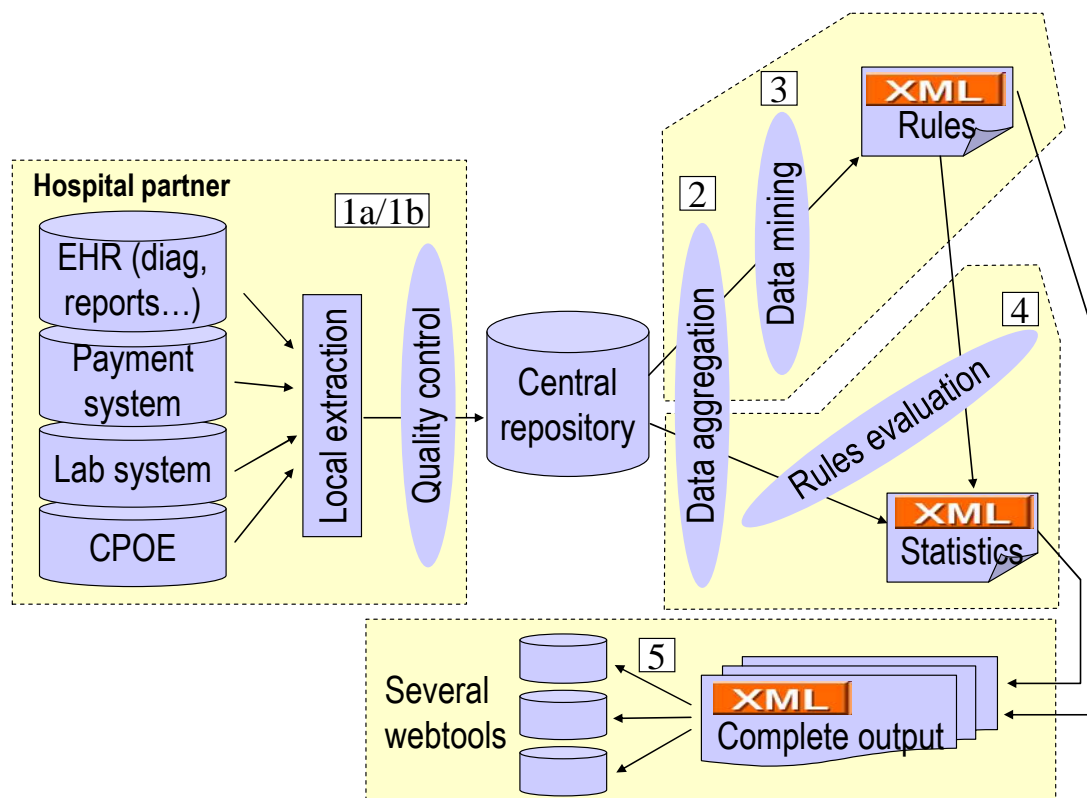 Hospital partner
1a/1b
EHR (diag,
reports…)
Payment
system
Lab system
CPOE
Local extraction
Quality control
Central
repository
2
Data aggregation
3
Data mining
XML
Rules
4
Rules evaluation
XML
Statistics
5
Several
webtools
XML
Complete output